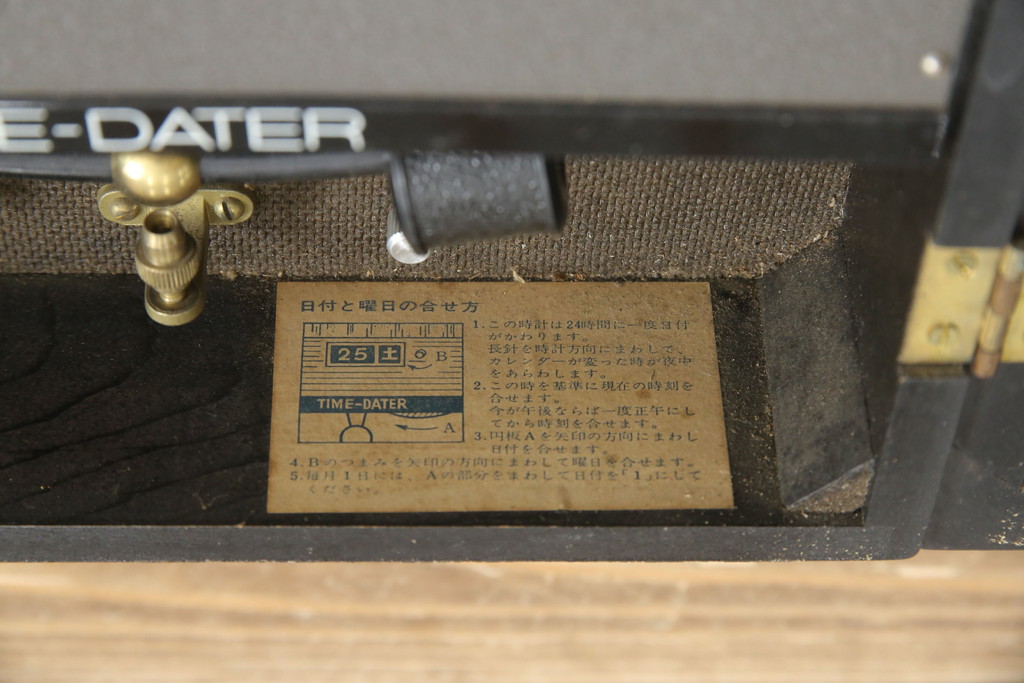 E-DATER
日付と曜日の合せ方
25 土
B
TIME-DATER
A
1.この時計は24時間に一度日付
がかわります。
長針を時計方向にまわして、
カレンダーが変った時が夜中
をあらわします。
2.この時を基準に現在の時刻を
合せます。
今が午後ならば一度正午にし
てから時刻を合せます。
3.円板Aを矢印の方向にまわし
日付を合せます。
4.Bのつまみを矢印の方向にまわして曜日を合せます。
5.毎月1日には、Aの部分をまわして日付を「1」にして
ください。